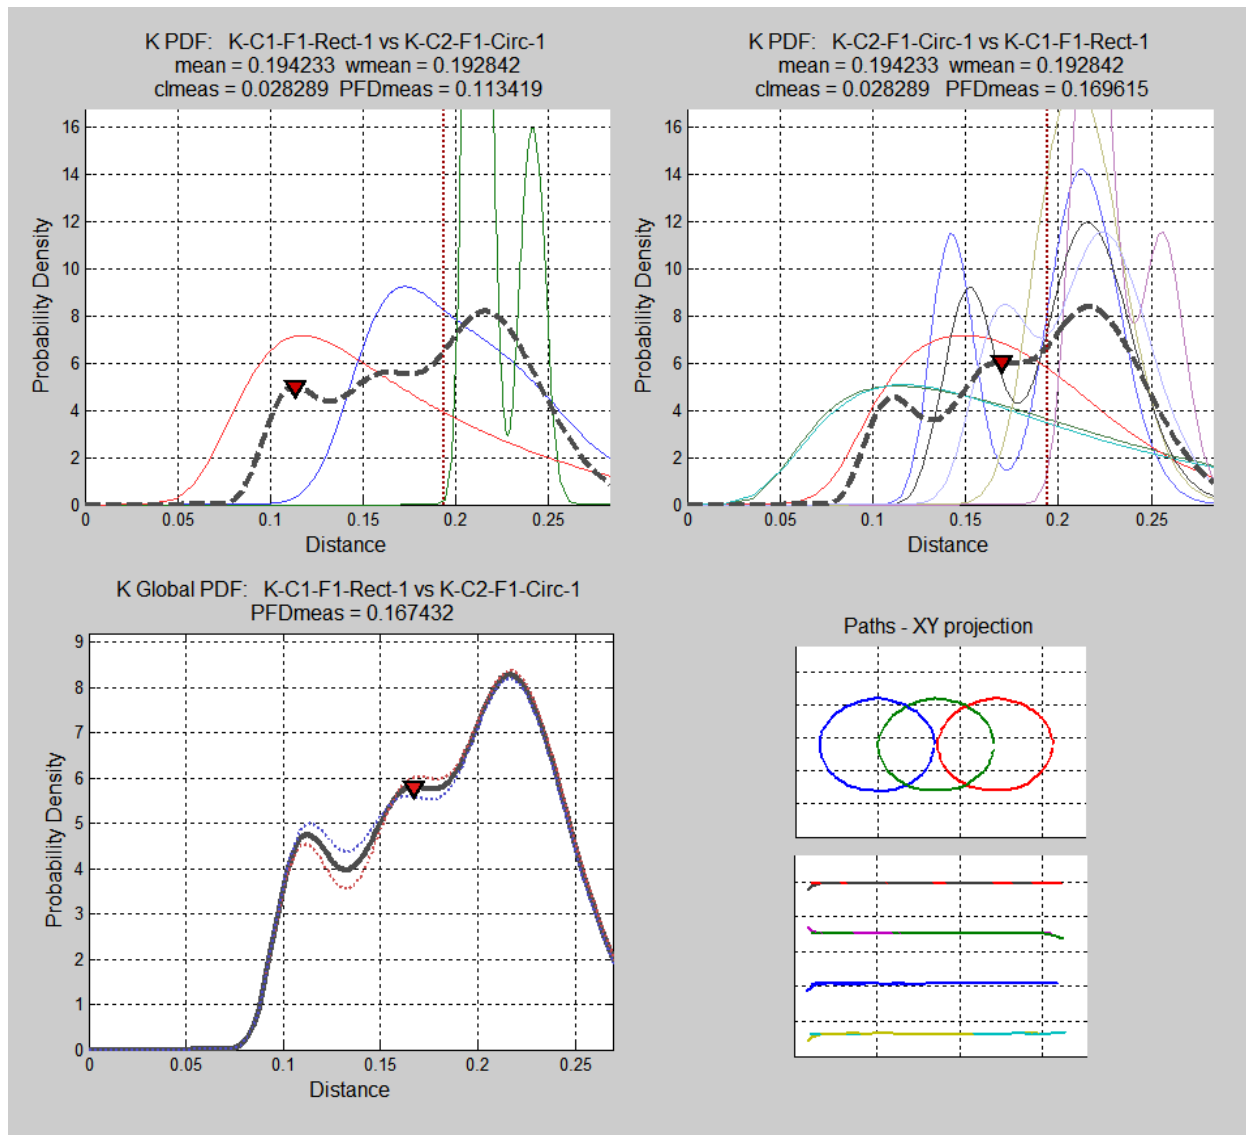 K PDF:   K-C1-F1-Rect-1 vs K-C2-F1-Circ-1
mean = 0.194233  wmean = 0.192842
clmeas = 0.028289  PFDmeas = 0.113419
16
14
12
10
8
6
4
2
0
Probability Density
0 0.05 0.1 0.15 0.2 0.25
Distance
K PDF:   K-C2-F1-Circ-1 vs K-C1-F1-Rect-1
mean = 0.194233  wmean = 0.192842
clmeas = 0.028289   PFDmeas = 0.169615
16
14
12
10
8
6
4
2
0
Probability Density
0 0.05 0.1 0.15 0.2 0.25
Distance
K Global PDF:   K-C1-F1-Rect-1 vs K-C2-F1-Circ-1
PFDmeas = 0.167432
9
8
7
6
5
4
3
2
1
0
Probability Density
0 0.05 0.1 0.15 0.2 0.25
Distance
Paths - XY projection